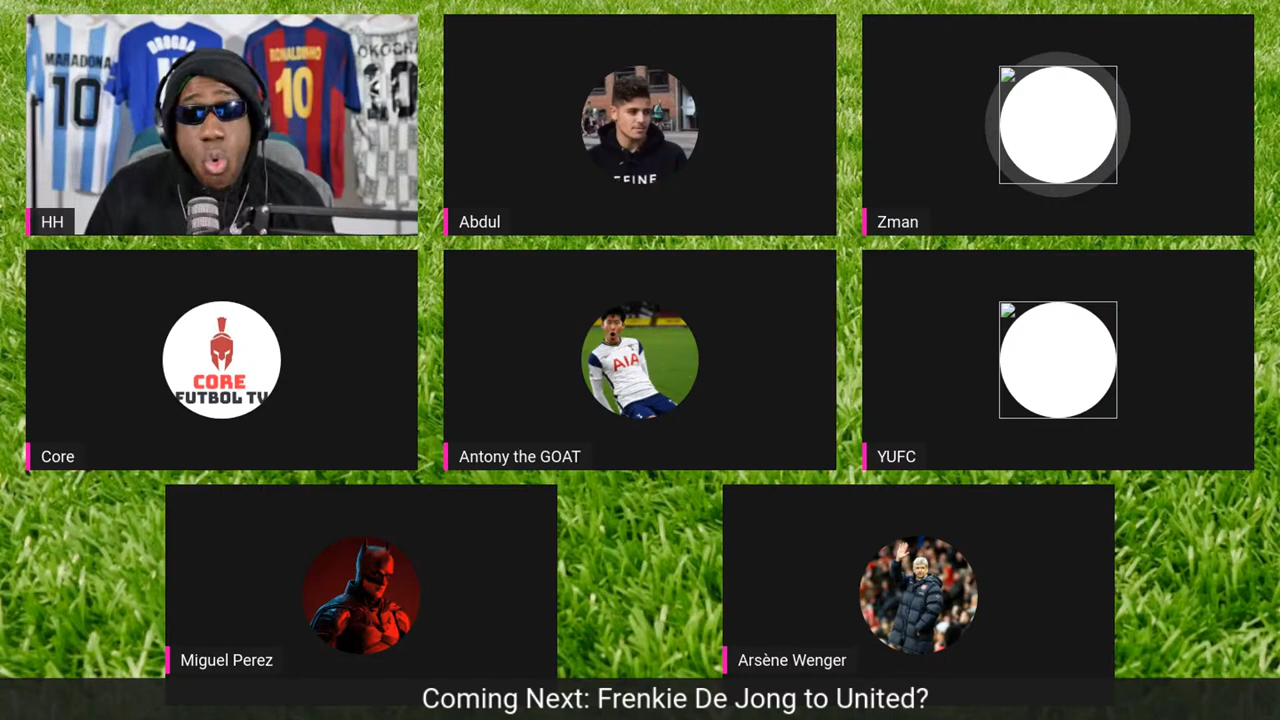 MARADONA
10
DROGBA
RONALDINHO
10
OKOCHA
10
HH
Abdul
Zman
CORE
FUTBOL TV
AIA
Core
Antony the GOAT
YUFC
Miguel Perez
Arsène Wenger
Coming Next: Frenkie De Jong to United?